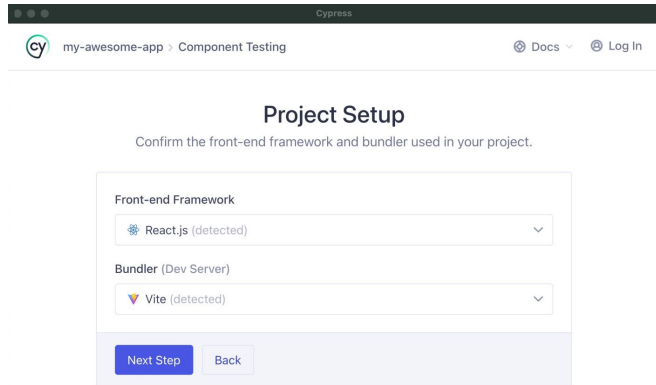 Cypress
cy my-awesome-app > Component Testing Docs Log In
Project Setup
Confirm the front-end framework and bundler used in your project.
Front-end Framework
React.js (detected)
Bundler (Dev Server)
Vite (detected)
Next Step Back